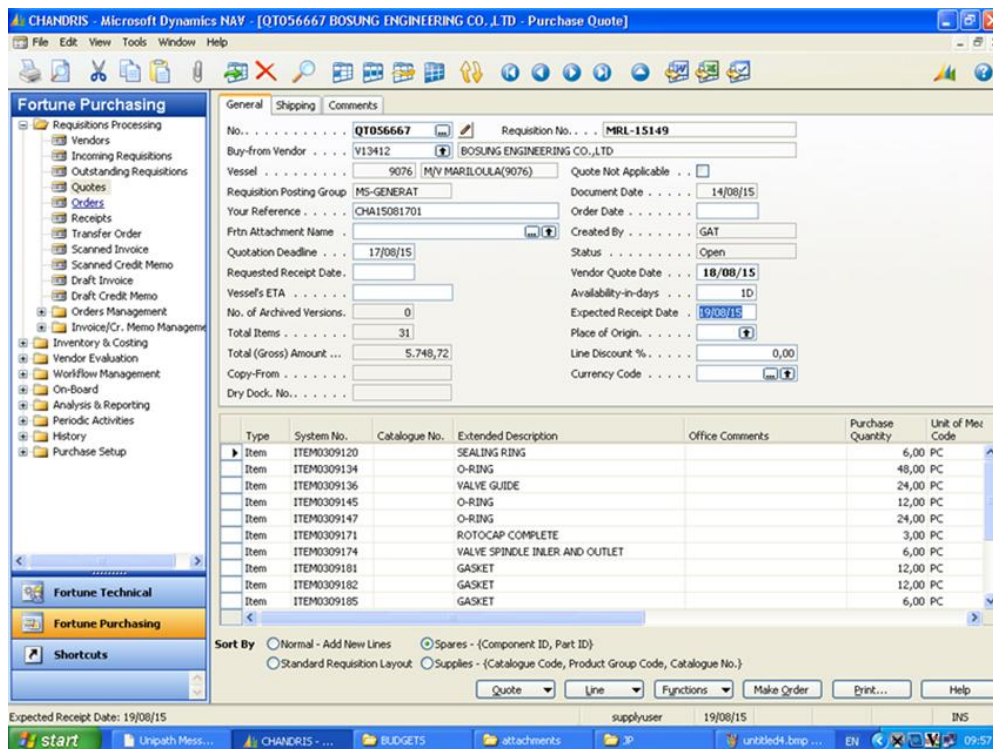 CHANDRIS - Microsoft Dynamics NAV - [QT056667 BOSUNG ENGINEERING CO.,LTD - Purchase Quote]
File Edit View Tools Window Help
Fortune Purchasing
Requisitions Processing
Vendors
Incoming Requisitions
Outstanding Requisitions
Quotes
Orders
Receipts
Transfer Order
Scanned Invoice
Scanned Credit Memo
Draft Invoice
Draft Credit Memo
Orders Management
Invoice/Cr. Memo Manageme
Inventory & Costing
Vendor Evaluation
Workflow Management
On-Board
Analysis & Reporting
Periodic Activities
History
Purchase Setup
Fortune Technical
Fortune Purchasing
Shortcuts
General Shipping Comments
No. . . . . . . . . . . . QT056667 Requisition No. . . . MRL-15149
Buy-from Vendor . . . . V13412 BOSUNG ENGINEERING CO.,LTD
Vessel . . . . . . . . . 9076 M/V MARILOULA(9076) Quote Not Applicable . .
Requisition Posting Group MS-GENERAT Document Date . . . . . 14/08/15
Your Reference . . . . . CHA15081701 Order Date . . . . . . .
Frtn Attachment Name . Created By . . . . . . . GAT
Quotation Deadline . . . 17/08/15 Status . . . . . . . . . Open
Requested Receipt Date. Vendor Quote Date . . . 18/08/15
Vessel's ETA . . . . . . Availability-in-days . . . 1D
No. of Archived Versions. 0 Expected Receipt Date . 19/08/15
Total Items . . . . . . . 31 Place of Origin. . . . . .
Total (Gross) Amount ... 5.748,72 Line Discount %. . . . . 0,00
Copy-From . . . . . . . Currency Code . . . . .
Dry Dock. No.. . . . . .
Type System No. Catalogue No. Extended Description Office Comments Purchase Quantity Unit of Mea Code
Item ITEM0309120 SEALING RING 6,00 PC
Item ITEM0309134 O-RING 48,00 PC
Item ITEM0309136 VALVE GUIDE 24,00 PC
Item ITEM0309145 O-RING 12,00 PC
Item ITEM0309147 O-RING 24,00 PC
Item ITEM0309171 ROTOCAP COMPLETE 3,00 PC
Item ITEM0309174 VALVE SPINDLE INLER AND OUTLET 6,00 PC
Item ITEM0309181 GASKET 12,00 PC
Item ITEM0309182 GASKET 12,00 PC
Item ITEM0309185 GASKET 6,00 PC
Sort By Normal - Add New Lines Spares - {Component ID, Part ID}
Standard Requisition Layout Supplies - {Catalogue Code, Product Group Code, Catalogue No.}
Quote Line Functions Make Order Print... Help
Expected Receipt Date: 19/08/15 supplyuser 19/08/15 INS
start Unipath Mess... CHANDRIS - ... BUDGETS attachments JP untitled4.bmp ... EN 09:57